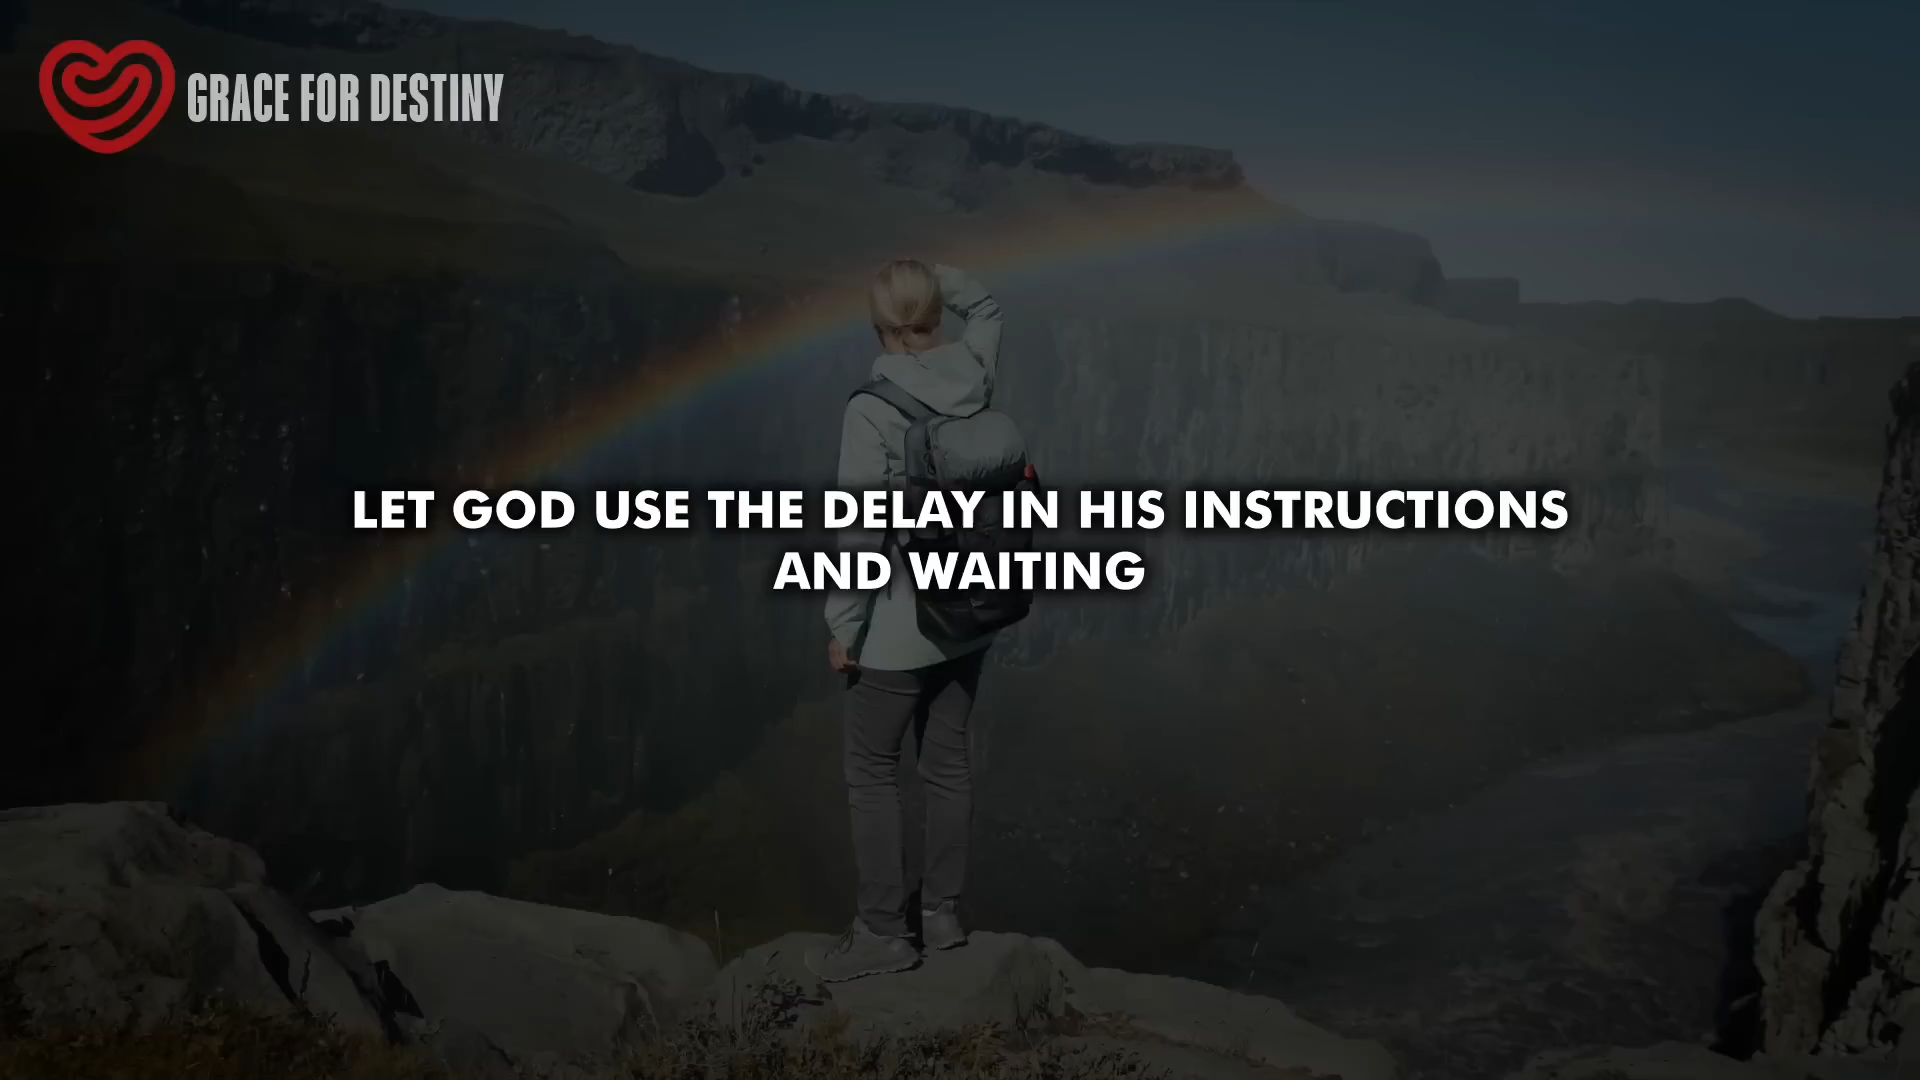 GRACE FOR DESTINY
LET GOD USE THE DELAY IN HIS INSTRUCTIONS
AND WAITING